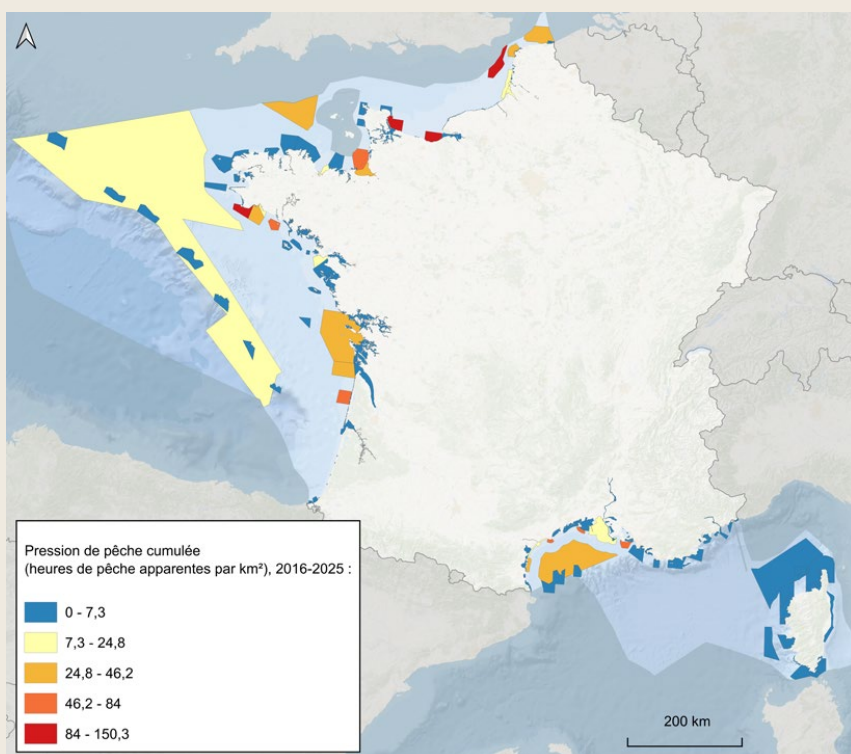 Pression de pêche cumulée
(heures de pêche apparentes par km²), 2016-2025 :
0 - 7,3
7,3 - 24,8
24,8 - 46,2
46,2 - 84
84 - 150,3
200 km